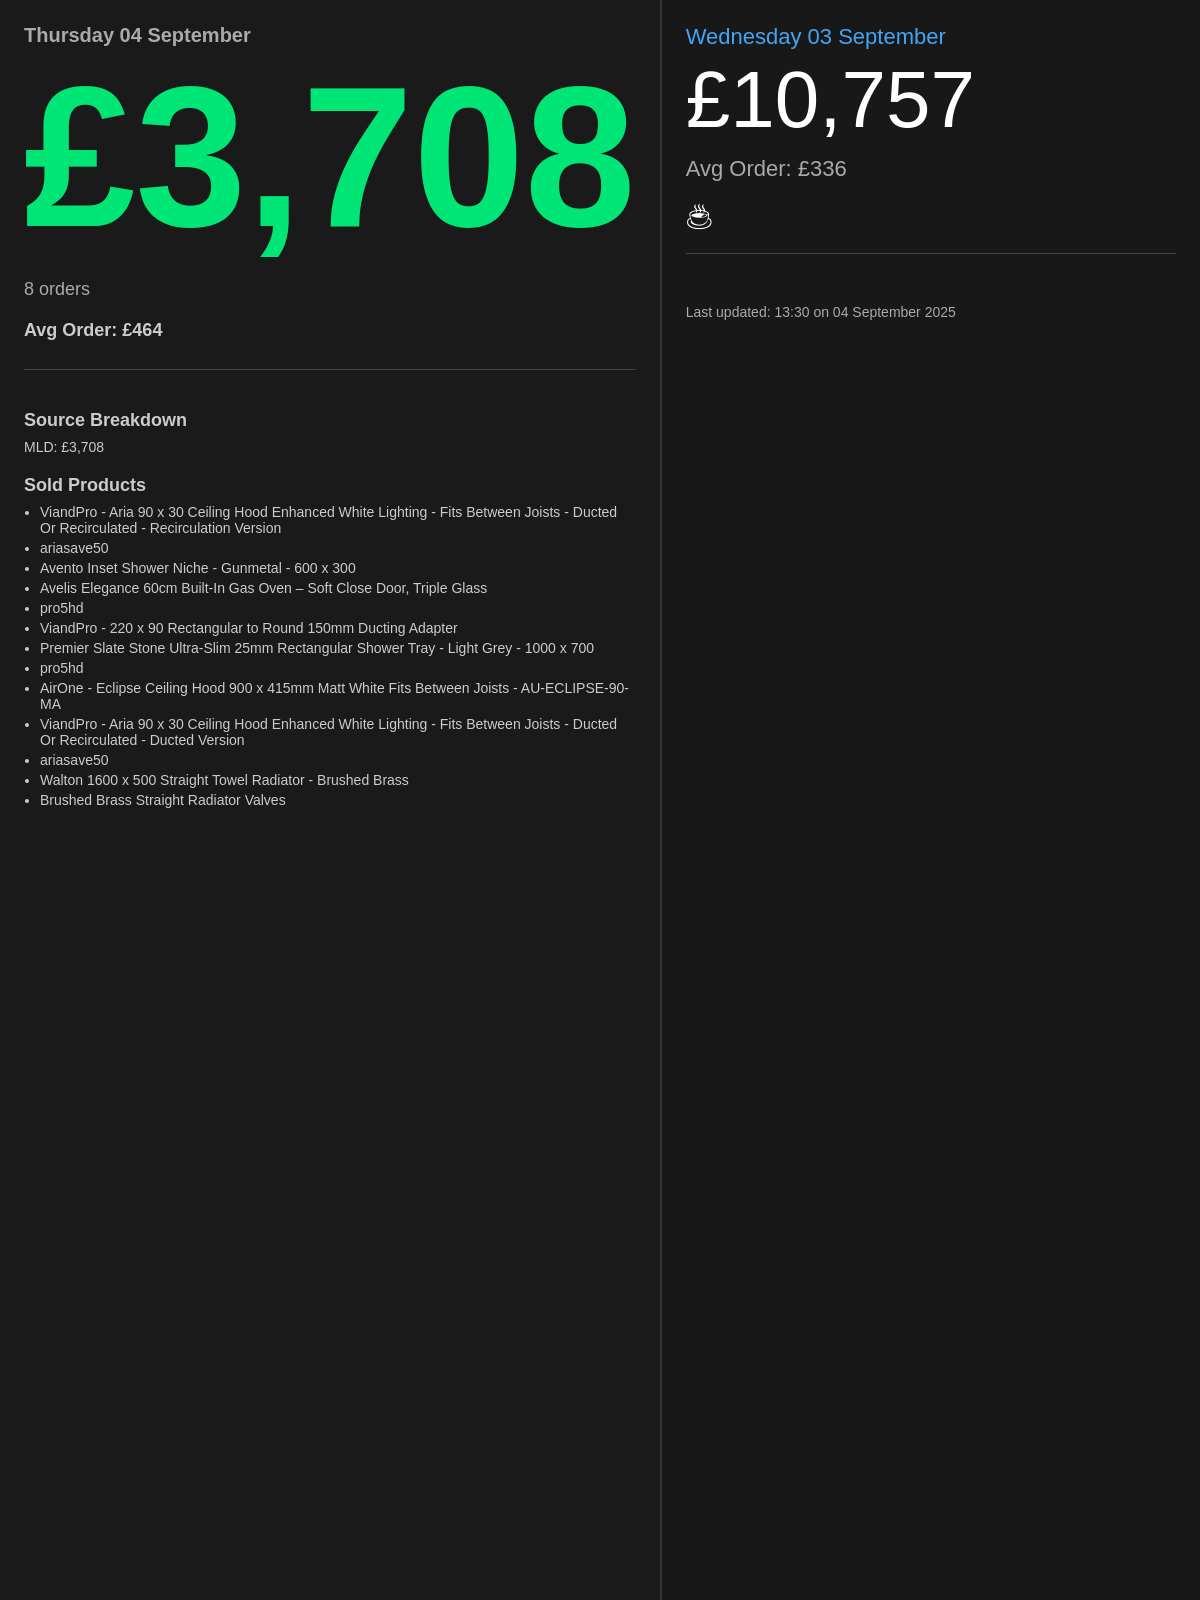 Thursday 04 September
£3,708
8 orders
Avg Order: £464
Source Breakdown
MLD: £3,708
Sold Products
• ViandPro - Aria 90 x 30 Ceiling Hood Enhanced White Lighting - Fits Between Joists - Ducted
Or Recirculated - Recirculation Version
• ariasave50
• Avento Inset Shower Niche - Gunmetal - 600 x 300
• Avelis Elegance 60cm Built-In Gas Oven – Soft Close Door, Triple Glass
• pro5hd
• ViandPro - 220 x 90 Rectangular to Round 150mm Ducting Adapter
• Premier Slate Stone Ultra-Slim 25mm Rectangular Shower Tray - Light Grey - 1000 x 700
• pro5hd
• AirOne - Eclipse Ceiling Hood 900 x 415mm Matt White Fits Between Joists - AU-ECLIPSE-90-
MA
• ViandPro - Aria 90 x 30 Ceiling Hood Enhanced White Lighting - Fits Between Joists - Ducted
Or Recirculated - Ducted Version
• ariasave50
• Walton 1600 x 500 Straight Towel Radiator - Brushed Brass
• Brushed Brass Straight Radiator Valves
Wednesday 03 September
£10,757
Avg Order: £336
☕
Last updated: 13:30 on 04 September 2025